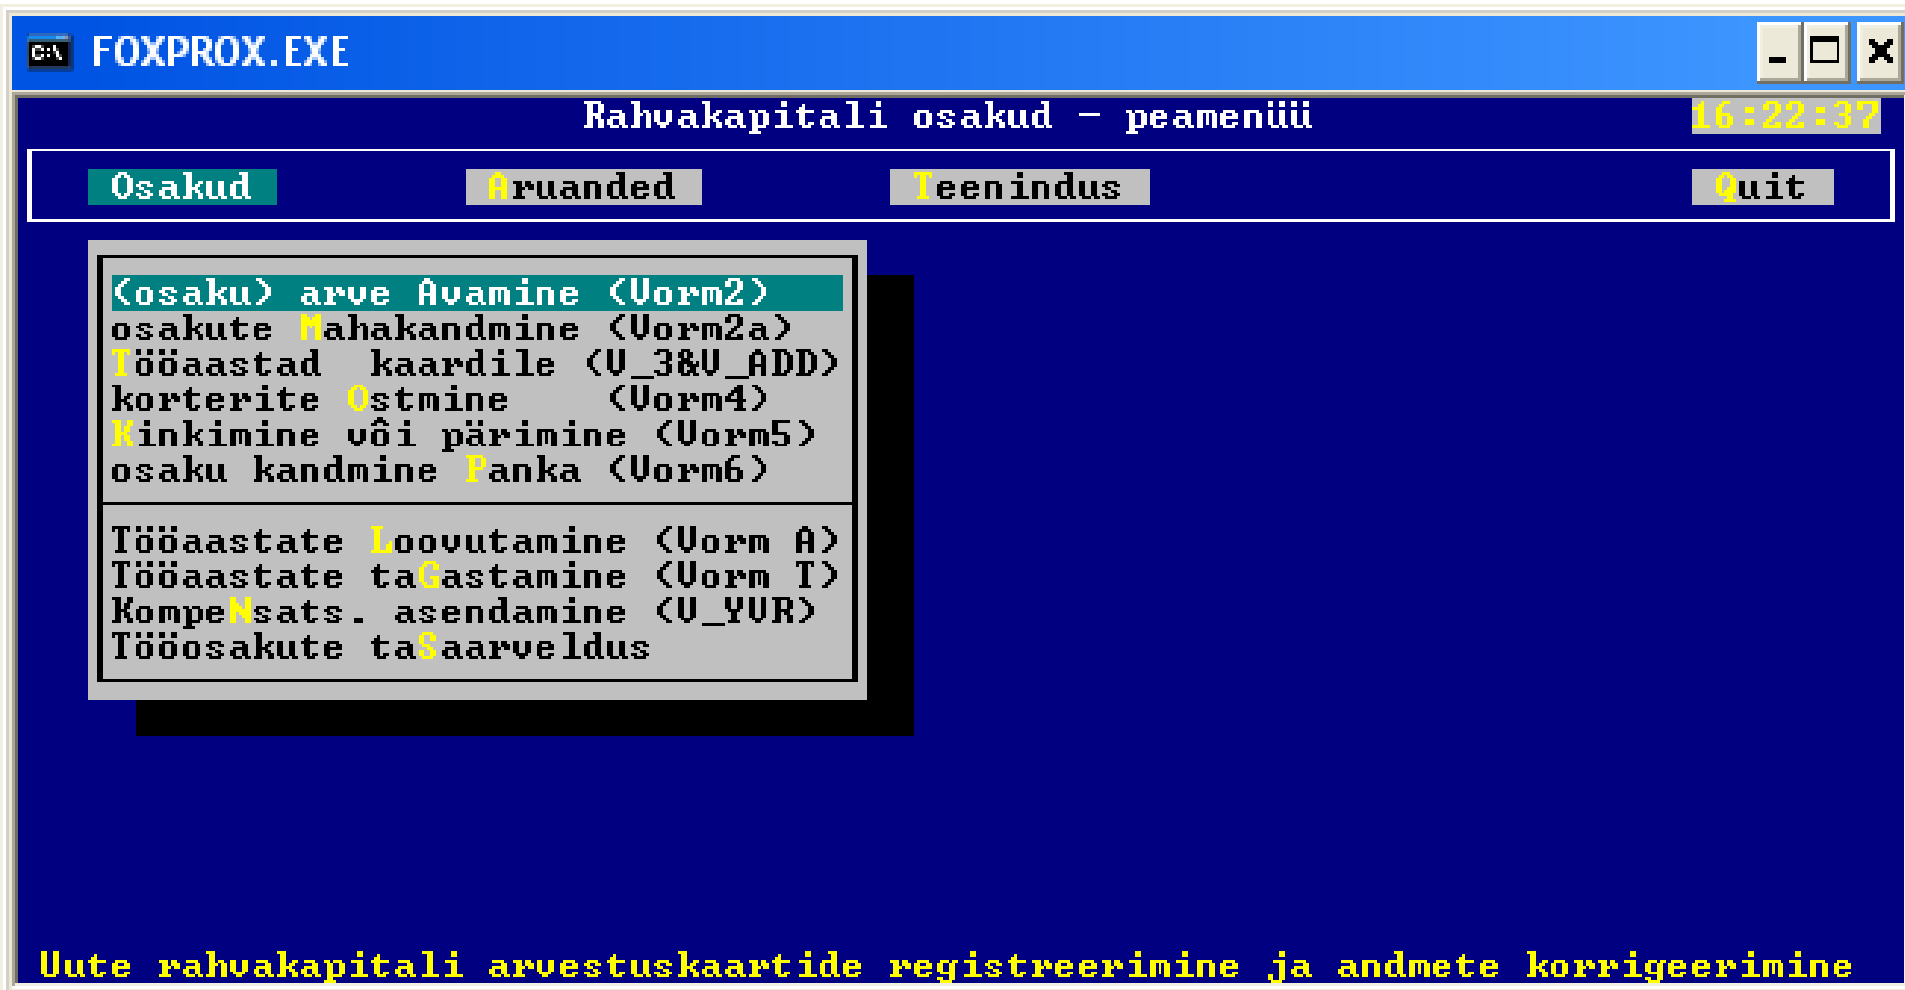 FOXPROX.EXE
Rahvakapitali osakud - peamenüü 16:22:37
Osakud Aruanded Teenindus Quit
(osaku) arve Avamine (Vorm2)
osakute Mahakandmine (Vorm2a)
Tööaastad kaardile (V_3&V_ADD)
korterite Ostmine (Vorm4)
Kinkimine vôi pärimine (Vorm5)
osaku kandmine Panka (Vorm6)
Tööaastate Loovutamine (Vorm A)
Tööaastate taGastamine (Vorm T)
KompeNsats. asendamine (V_YVR)
Tööosakute taSaarveldus
Uute rahvakapitali arvestuskaartide registreerimine ja andmete korrigeerimine